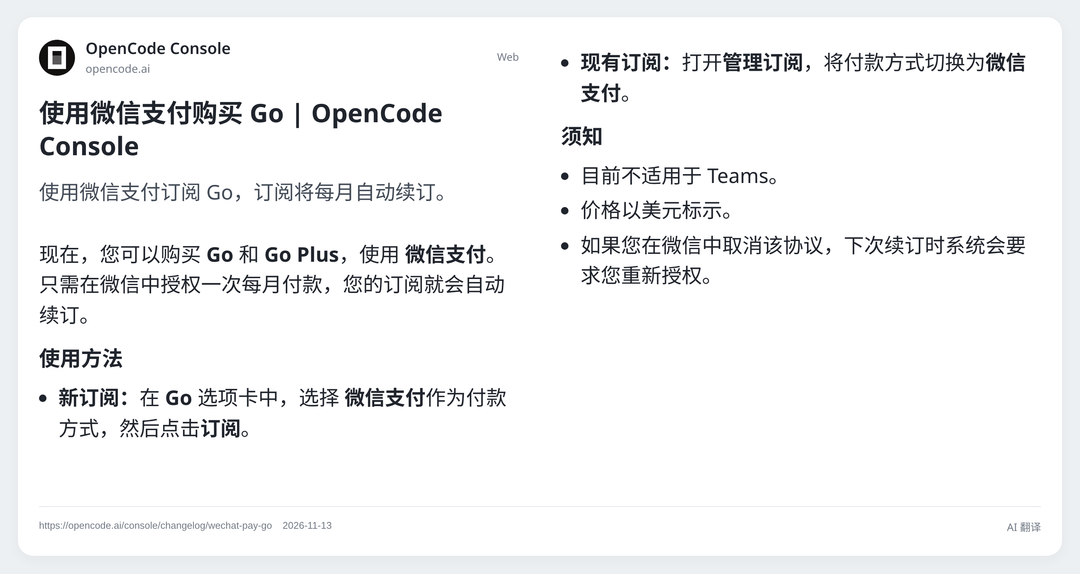 OpenCode Console
opencode.ai
Web
使用微信支付购买 Go | OpenCode
Console
使用微信支付订阅 Go，订阅将每月自动续订。
现在，您可以购买 Go 和 Go Plus，使用 微信支付。
只需在微信中授权一次每月付款，您的订阅就会自动
续订。
使用方法
• 新订阅：在 Go 选项卡中，选择 微信支付作为付款
方式，然后点击订阅。
• 现有订阅：打开管理订阅，将付款方式切换为微信
支付。
须知
• 目前不适用于 Teams。
• 价格以美元标示。
• 如果您在微信中取消该协议，下次续订时系统会要
求您重新授权。
https://opencode.ai/console/changelog/wechat-pay-go 2026-11-13
AI 翻译